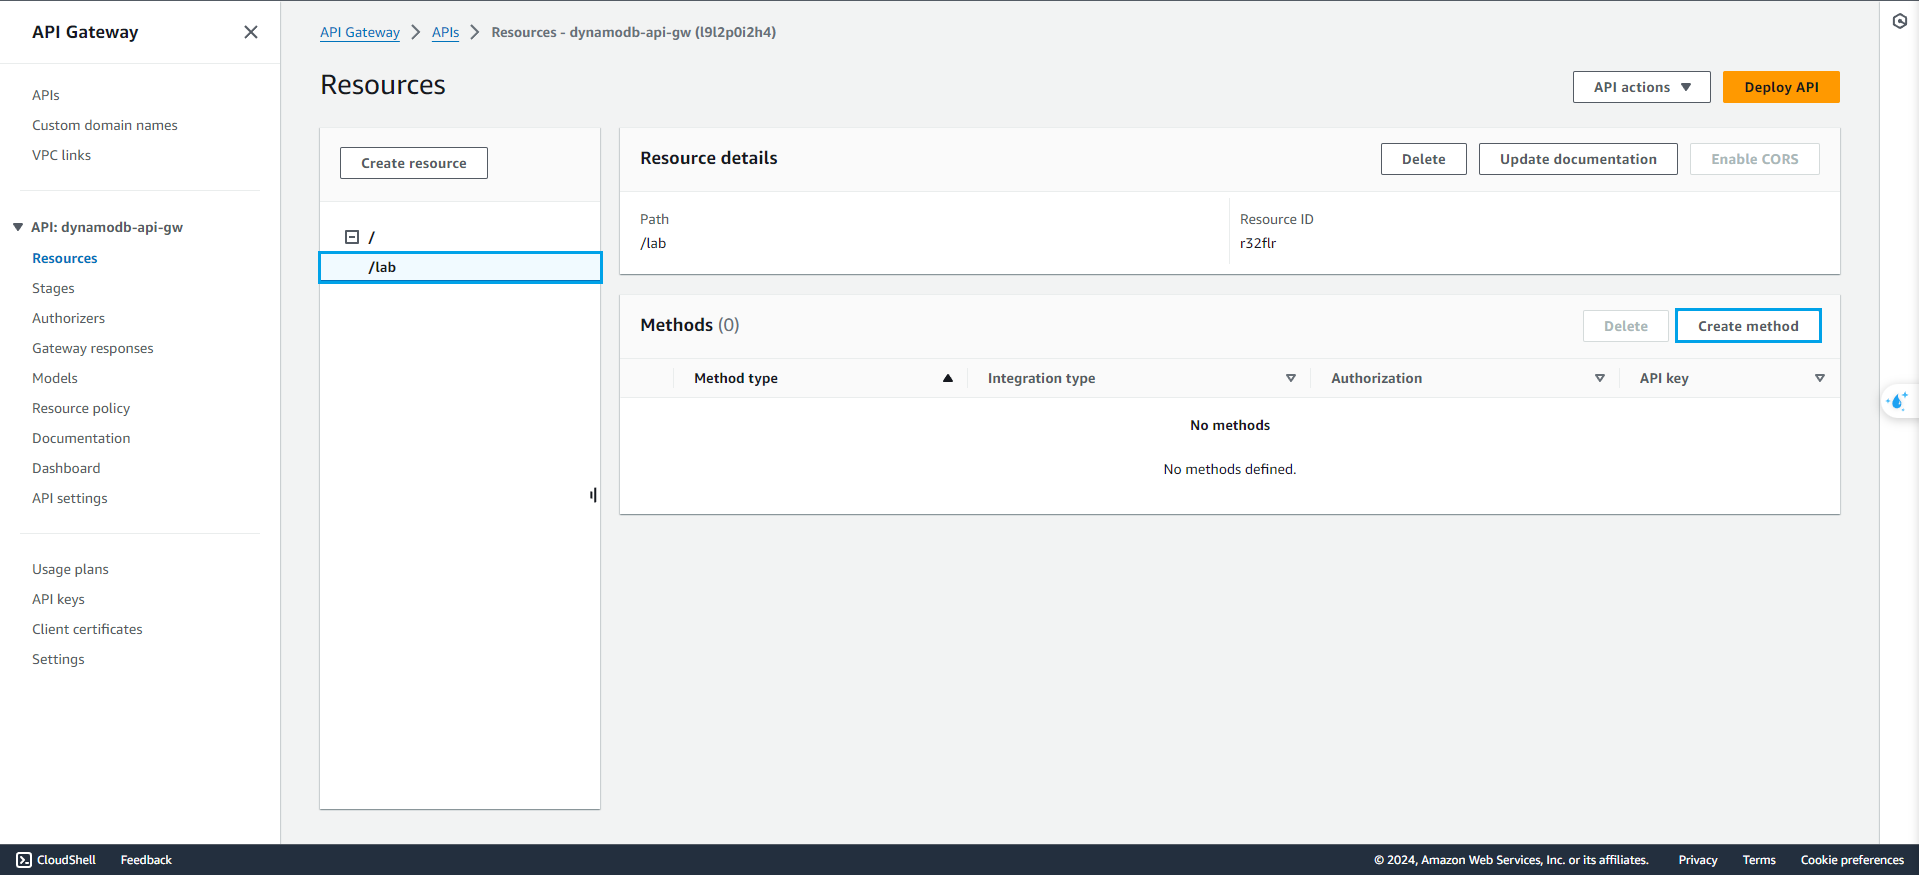 API Gateway
APIs
Custom domain names
VPC links
API: dynamodb-api-gw
Resources
Stages
Authorizers
Gateway responses
Models
Resource policy
Documentation
Dashboard
API settings
Usage plans
API keys
Client certificates
Settings
API Gateway > APIs > Resources - dynamodb-api-gw (l9l2p0i2h4)
Resources
API actions
Deploy API
Create resource
/
/lab
Resource details
Delete
Update documentation
Enable CORS
Path
/lab
Resource ID
r32flr
Methods (0)
Delete
Create method
Method type
Integration type
Authorization
API key
No methods
No methods defined.
CloudShell
Feedback
© 2024, Amazon Web Services, Inc. or its affiliates.
Privacy
Terms
Cookie preferences